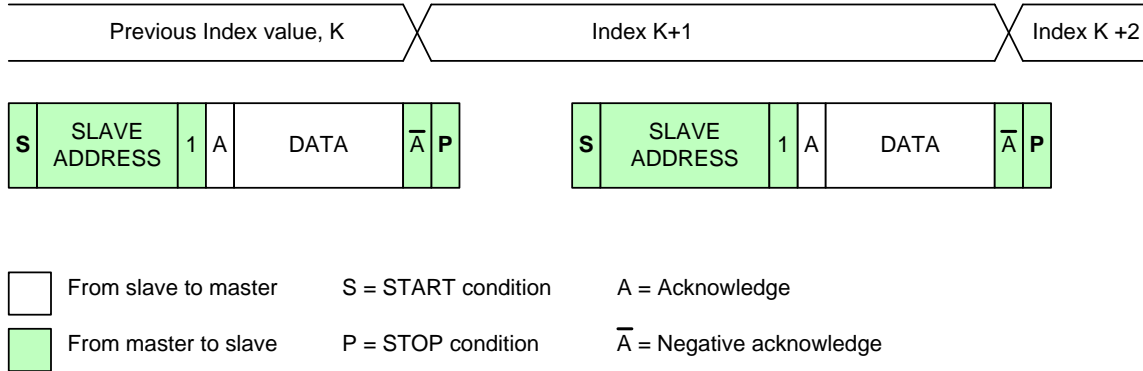 Previous Index value, K Index K+1 Index K +2
S SLAVE ADDRESS 1 A DATA A̅ P S SLAVE ADDRESS 1 A DATA A̅ P
From slave to master S = START condition A = Acknowledge
From master to slave P = STOP condition A̅ = Negative acknowledge